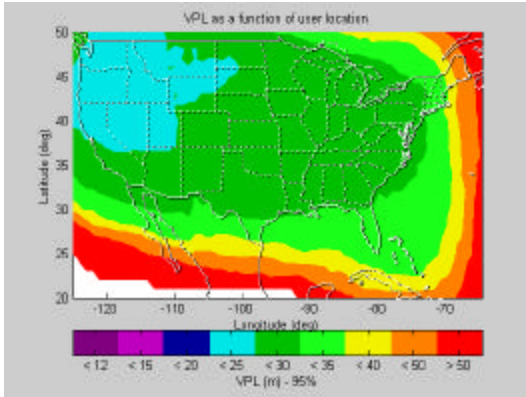 VPL as a function of user location
50
45
40
35
30
25
20
Latitude (deg)
-120 -110 -100 -90 -80 -70
Longitude (deg)
< 12 < 15 < 20 < 25 < 30 < 35 < 40 < 50 > 50
VPL (m) - 95%